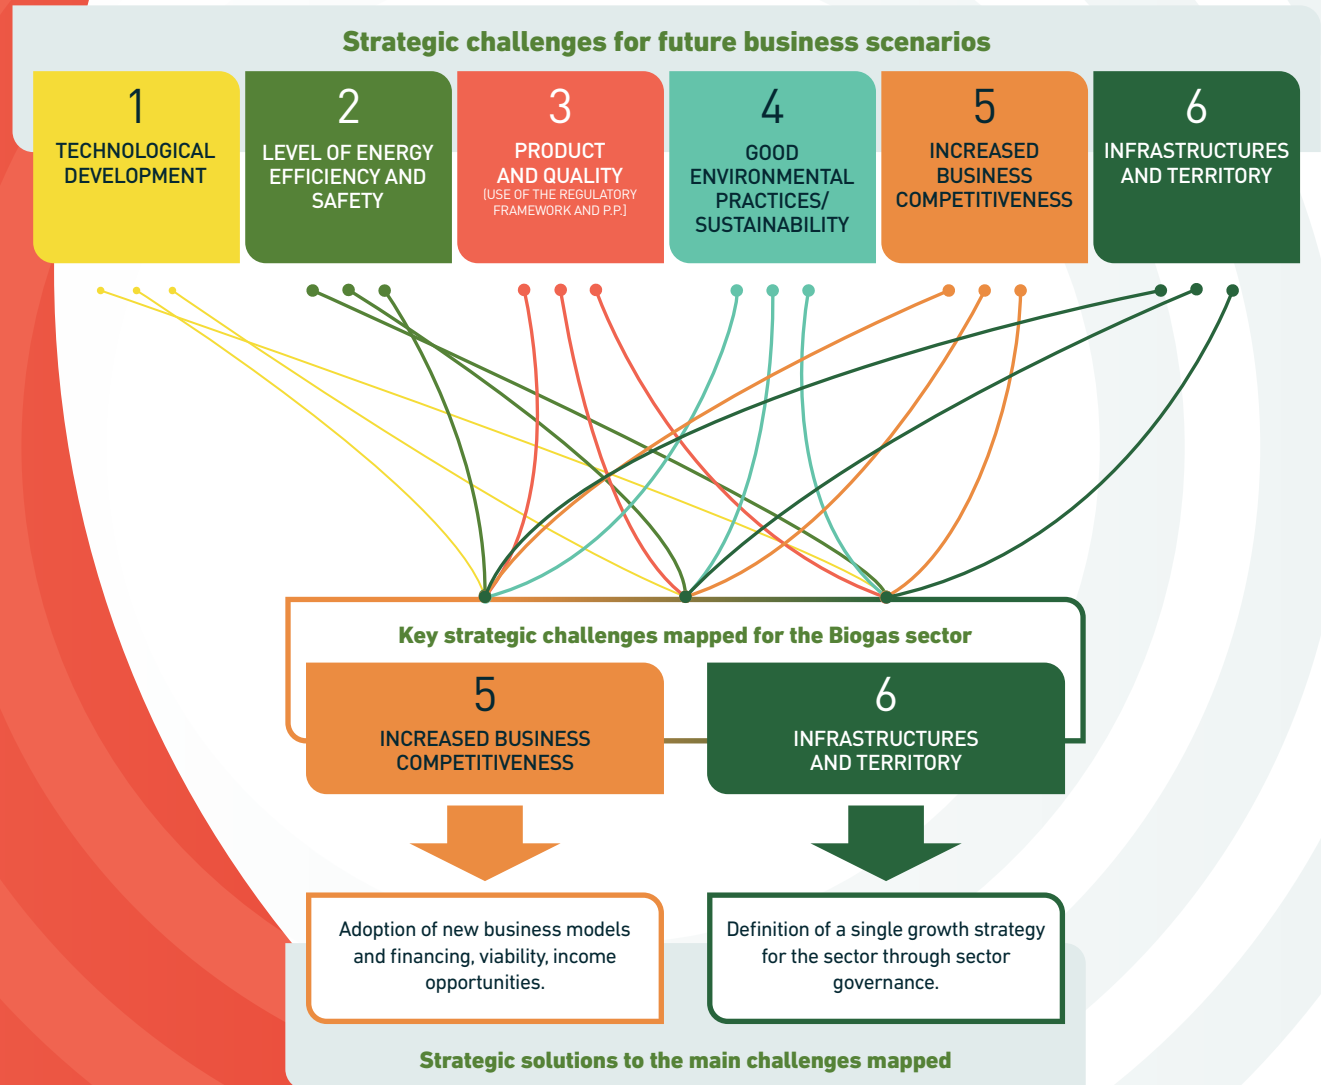 Strategic challenges for future business scenarios
1
TECHNOLOGICAL
DEVELOPMENT
2
LEVEL OF ENERGY
EFFICIENCY AND
SAFETY
3
PRODUCT
AND QUALITY
(USE OF THE REGULATORY
FRAMEWORK AND P.P.)
4
GOOD
ENVIRONMENTAL
PRACTICES/
SUSTAINABILITY
5
INCREASED
BUSINESS
COMPETITIVENESS
6
INFRASTRUCTURES
AND TERRITORY
Key strategic challenges mapped for the Biogas sector
5
INCREASED BUSINESS
COMPETITIVENESS
6
INFRASTRUCTURES
AND TERRITORY
Adoption of new business models
and financing, viability, income
opportunities.
Definition of a single growth strategy
for the sector through sector
governance.
Strategic solutions to the main challenges mapped